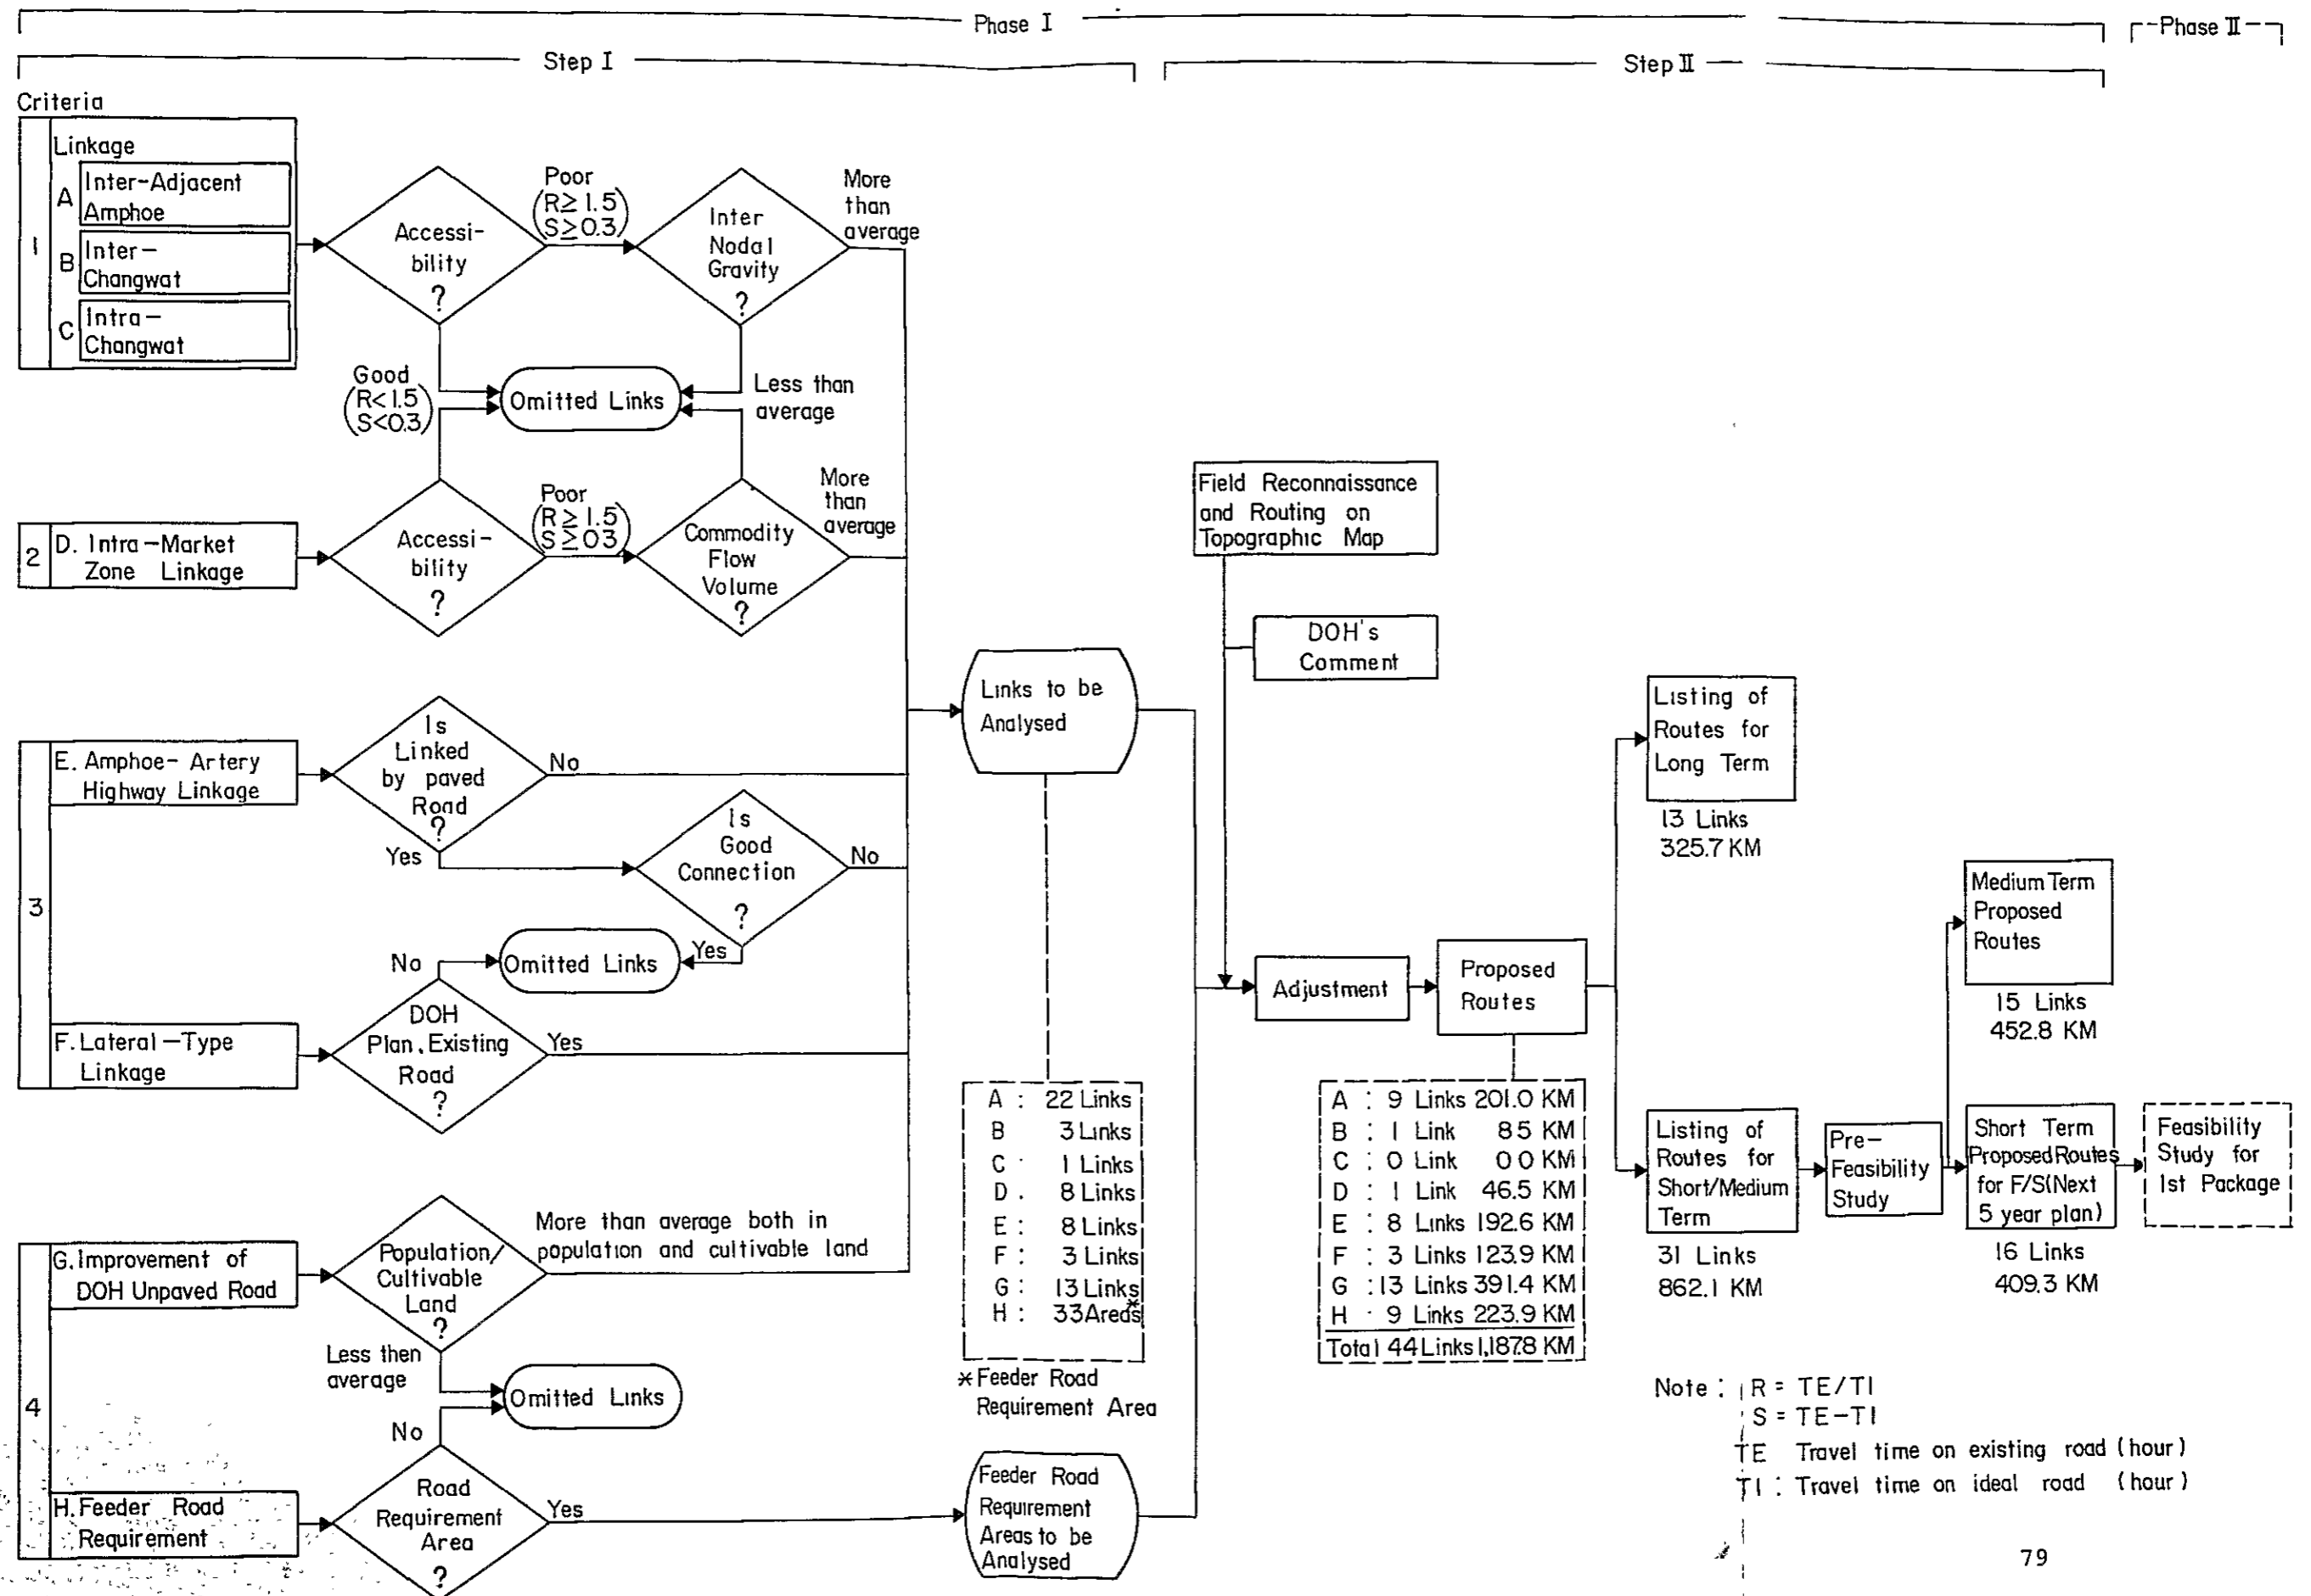 Phase I
Phase II
Step I
Step II
Criteria
1
Linkage
A
Inter-Adjacent
Amphoe
B
Inter-
Changwat
C
Intra-
Changwat
Accessi-
bility
?
Poor
(R≥1.5
S≥0.3)
Inter
Nodal
Gravity
?
More
than
average
Good
(R<1.5
S<0.3)
Omitted Links
Less than
average
2
D. Intra-Market
Zone Linkage
Accessi-
bility
?
Poor
(R≥1.5
S≥03)
Commodity
Flow
Volume
?
More
than
average
3
E. Amphoe-Artery
Highway Linkage
Is
Linked
by paved
Road
?
No
Yes
Is
Good
Connection
?
No
Yes
No
Omitted Links
F. Lateral-Type
Linkage
DOH
Plan, Existing
Road
?
Yes
4
G. Improvement of
DOH Unpaved Road
Population/
Cultivable
Land
?
More than average both in
population and cultivable land
Less then
average
Omitted Links
No
H. Feeder Road
Requirement
Road
Requirement
Area
?
Yes
Links to be
Analysed
A : 22 Links
B 3 Links
C · 1 Links
D . 8 Links
E : 8 Links
F : 3 Links
G : 13 Links
H : 33 Areas*
* Feeder Road
Requirement Area
Feeder Road
Requirement
Areas to be
Analysed
Field Reconnaissance
and Routing on
Topographic Map
DOH's
Comment
Adjustment
Proposed
Routes
A : 9 Links 201.0 KM
B : 1 Link 85 KM
C : 0 Link 00 KM
D : 1 Link 46.5 KM
E : 8 Links 192.6 KM
F : 3 Links 123.9 KM
G : 13 Links 391.4 KM
H · 9 Links 223.9 KM
Total 44 Links 1,1878 KM
Listing of
Routes for
Long Term
13 Links
325.7 KM
Listing of
Routes for
Short/Medium
Term
31 Links
862.1 KM
Pre-
Feasibility
Study
Medium Term
Proposed
Routes
15 Links
452.8 KM
Short Term
Proposed Routes
for F/S(Next
5 year plan)
16 Links
409.3 KM
Feasibility
Study for
1st Package
Note : R = TE/TI
S = TE-TI
TE Travel time on existing road (hour)
TI : Travel time on ideal road (hour)
79